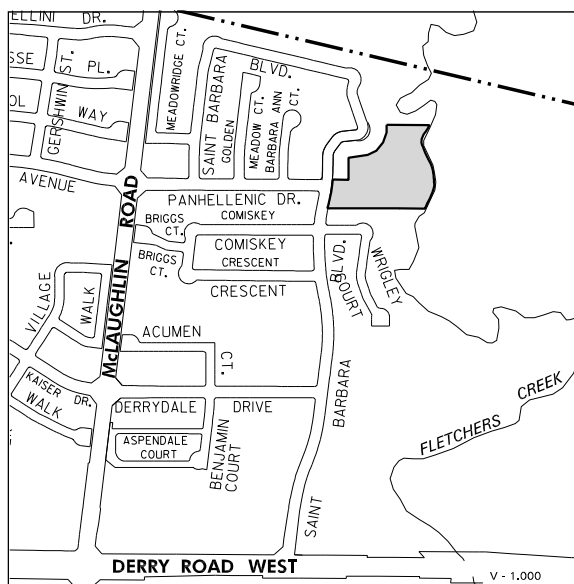 ELLINI DR.
SSE
PL.
GERSHWIN ST.
OL
WAY
AVENUE
McLAUGHLIN ROAD
MEADOWRIDGE CT.
SAINT BARBARA
BLVD.
GOLDEN
MEADOW CT.
BARBARA ANN
CT.
PANHELLENIC DR.
COMISKEY
BRIGGS
CT.
COMISKEY
CRESCENT
BRIGGS
CT.
CRESCENT
BLVD.
COURT
WRIGLEY
VILLAGE
WALK
ACUMEN
CT.
BARBARA
KAISER DR.
WALK
DERRYDALE DRIVE
ASPENDALE
COURT
BENJAMIN
COURT
FLETCHERS CREEK
SAINT
DERRY ROAD WEST
V - 1.000